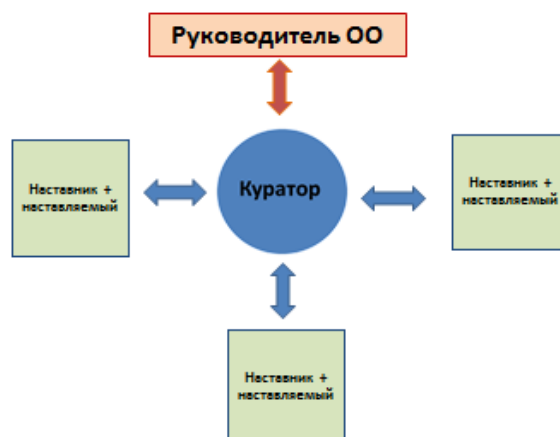 Руководитель ОО
Куратор
Наставник +
наставляемый
Наставник +
наставляемый
Наставник +
наставляемый